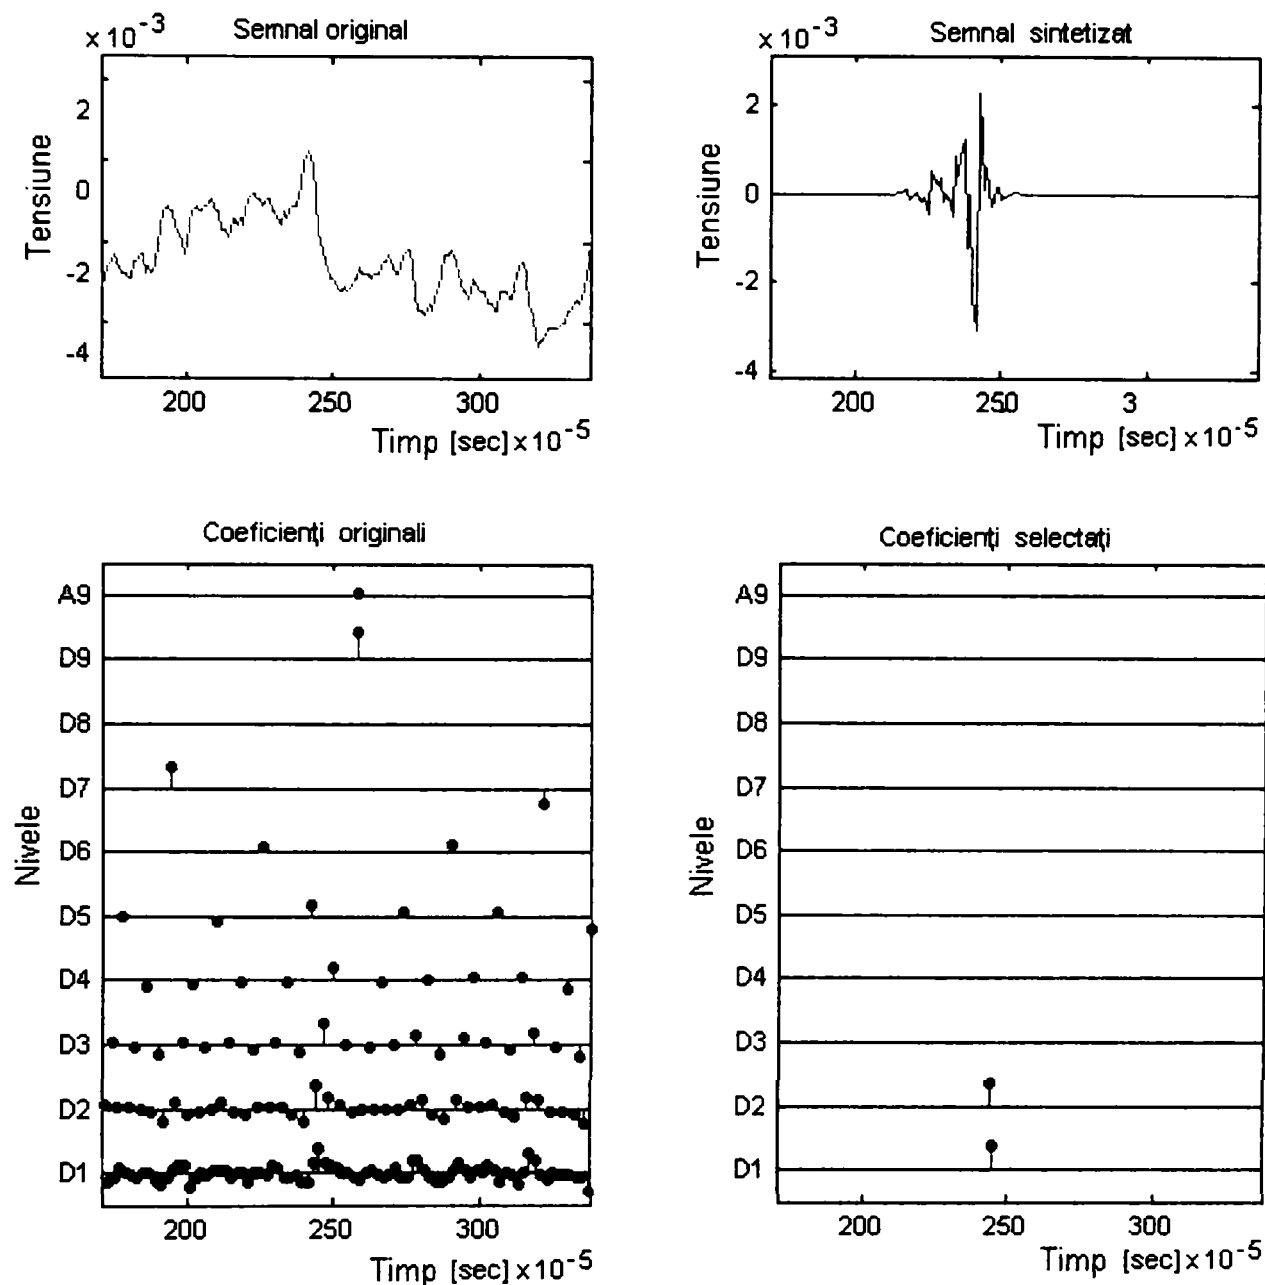 Semnal original
×10-3
2
0
-2
-4
Tensiune
200 250 300
Timp [sec]×10-5
Semnal sintetizat
×10-3
2
0
-2
-4
Tensiune
200 250 3
Timp [sec]×10-5
Coeficienți originali
A9
D9
D8
D7
D6
D5
D4
D3
D2
D1
Nivele
200 250 300
Timp [sec]×10-5
Coeficienți selectați
A9
D9
D8
D7
D6
D5
D4
D3
D2
D1
Nivele
200 250 300
Timp [sec]×10-5